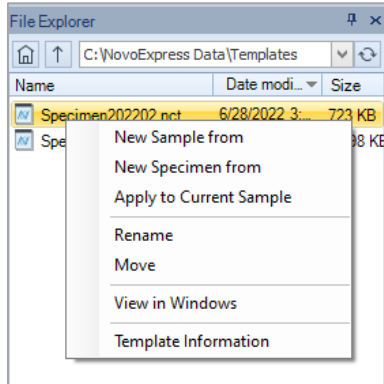 File Explorer
C:\NovoExpress Data\Templates
Name Date modi... Size
Specimen202202.nct 6/28/2022 3:... 723 KB
Spe 98 KB
New Sample from
New Specimen from
Apply to Current Sample
Rename
Move
View in Windows
Template Information